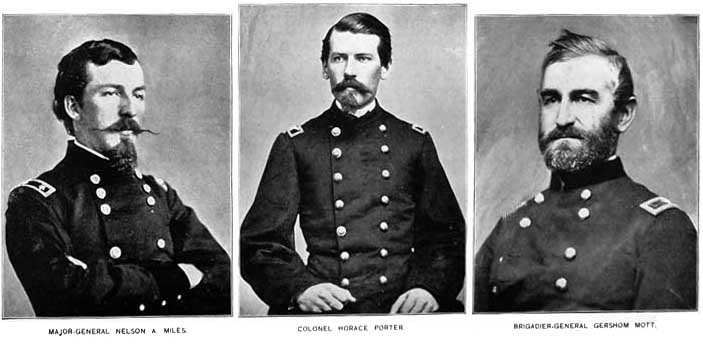 MAJOR-GENERAL NELSON A. MILES.
COLONEL HORACE PORTER.
BRIGADIER-GENERAL GERSHOM MOTT.